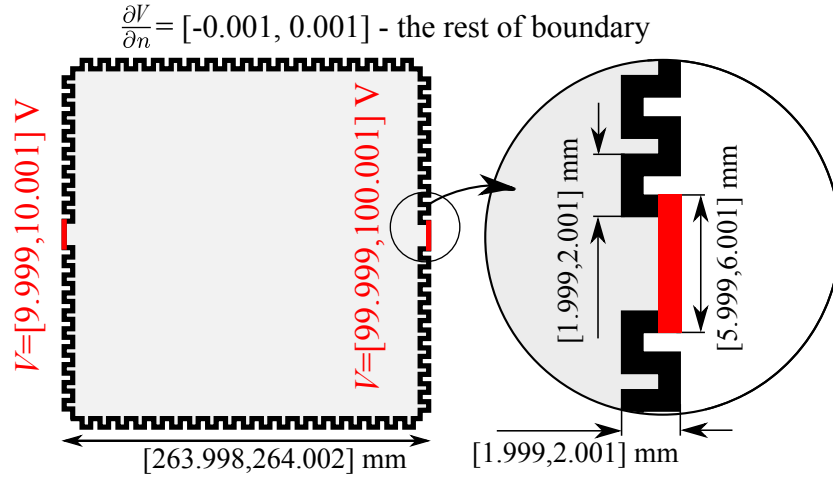 ∂V/∂n = [-0.001, 0.001] - the rest of boundary
V=[9.999,10.001] V
V=[99.999,100.001] V
[1.999,2.001] mm
[5.999,6.001] mm
[263.998,264.002] mm
[1.999,2.001] mm